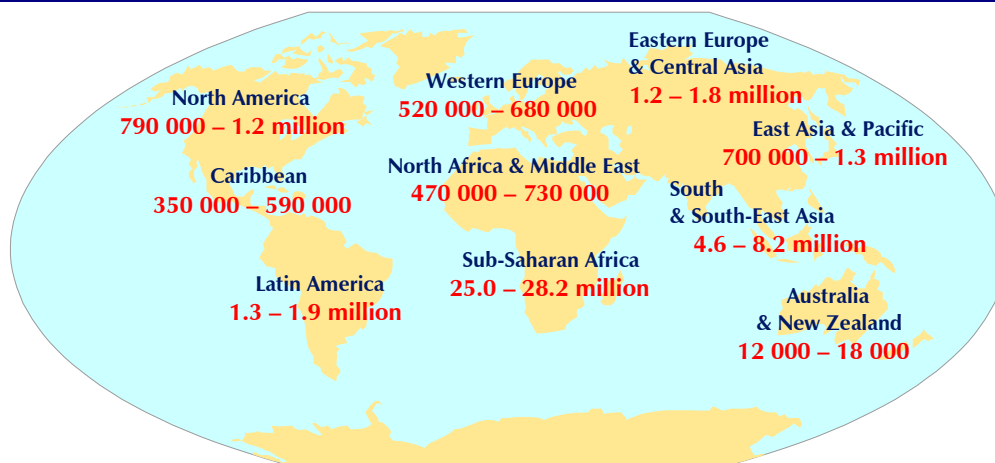 North America
790 000 – 1.2 million
Caribbean
350 000 – 590 000
Latin America
1.3 – 1.9 million
Western Europe
520 000 – 680 000
North Africa & Middle East
470 000 – 730 000
Sub-Saharan Africa
25.0 – 28.2 million
Eastern Europe
& Central Asia
1.2 – 1.8 million
East Asia & Pacific
700 000 – 1.3 million
South
& South-East Asia
4.6 – 8.2 million
Australia
& New Zealand
12 000 – 18 000